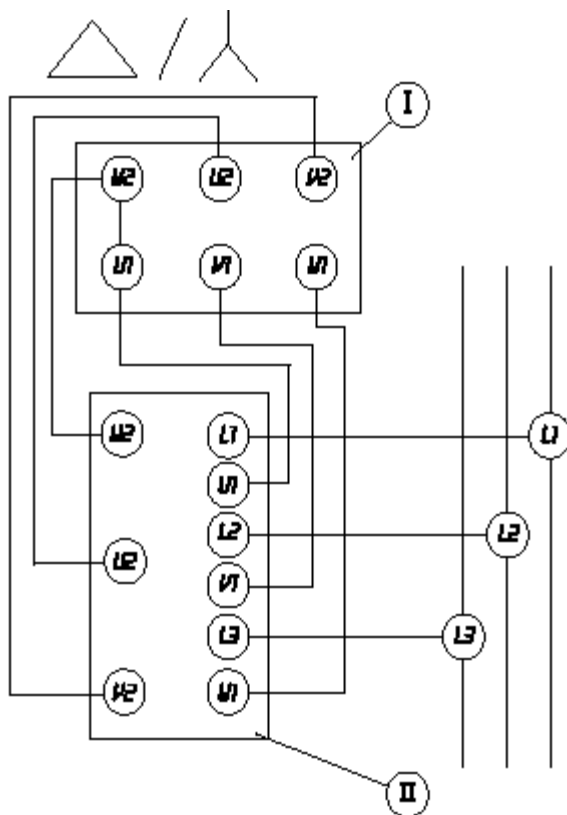 I
W2 U2 V2
U1 V1 W1
W2 L1 L1
U1
L2 L2
U2
V1
L3 L3
V2 W1
II